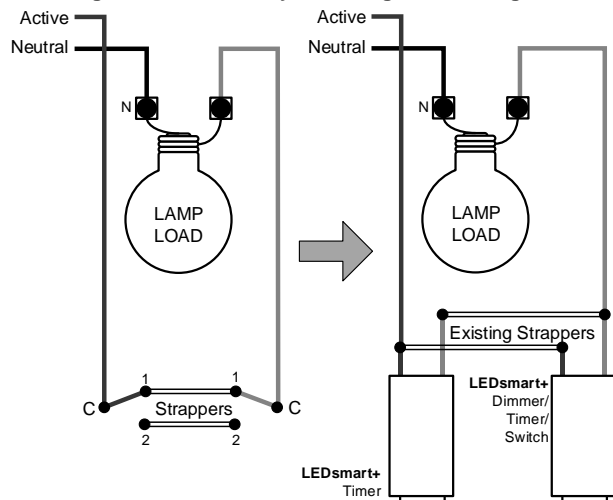 Active
Neutral
N
LAMP
LOAD
1
1
C
C
Strappers
2
2
Active
Neutral
N
LAMP
LOAD
Existing Strappers
LEDsmart+
Dimmer/
Timer/
Switch
LEDsmart+
Timer